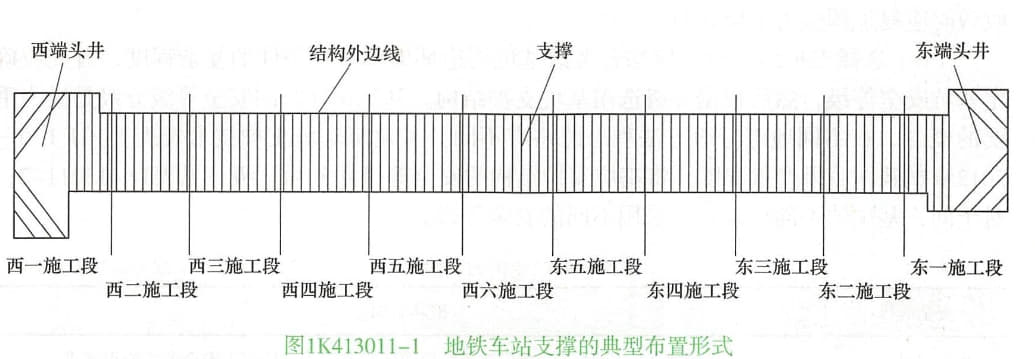 西端头井 结构外边线 支撑 东端头井
西一施工段 西三施工段 西五施工段 东五施工段 东三施工段 东一施工段
西二施工段 西四施工段 西六施工段 东四施工段 东二施工段
图1K413011-1 地铁车站支撑的典型布置形式